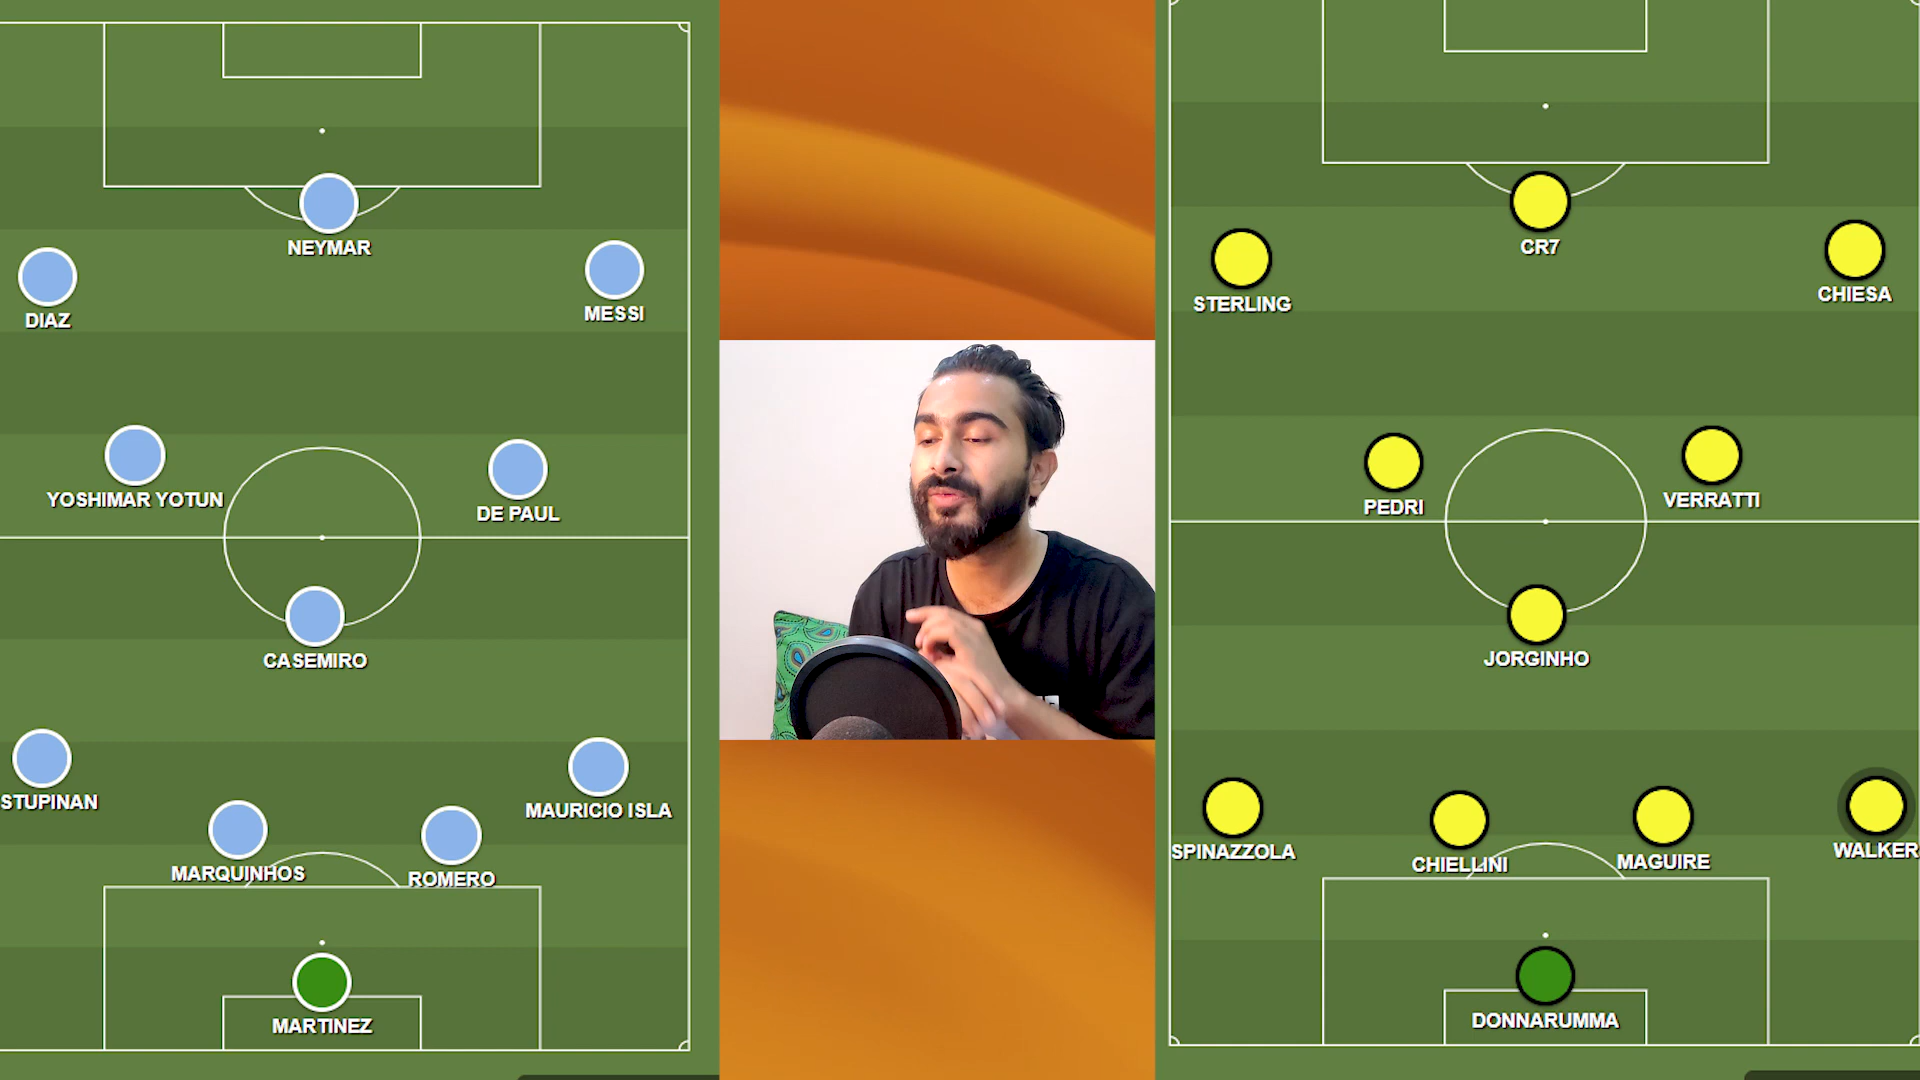 NEYMAR
DIAZ
MESSI
YOSHIMAR YOTUN
DE PAUL
CASEMIRO
STUPINAN
MAURICIO ISLA
MARQUINHOS
ROMERO
MARTINEZ
CR7
STERLING
CHIESA
PEDRI
VERRATTI
JORGINHO
SPINAZZOLA
CHIELLINI
MAGUIRE
WALKER
DONNARUMMA